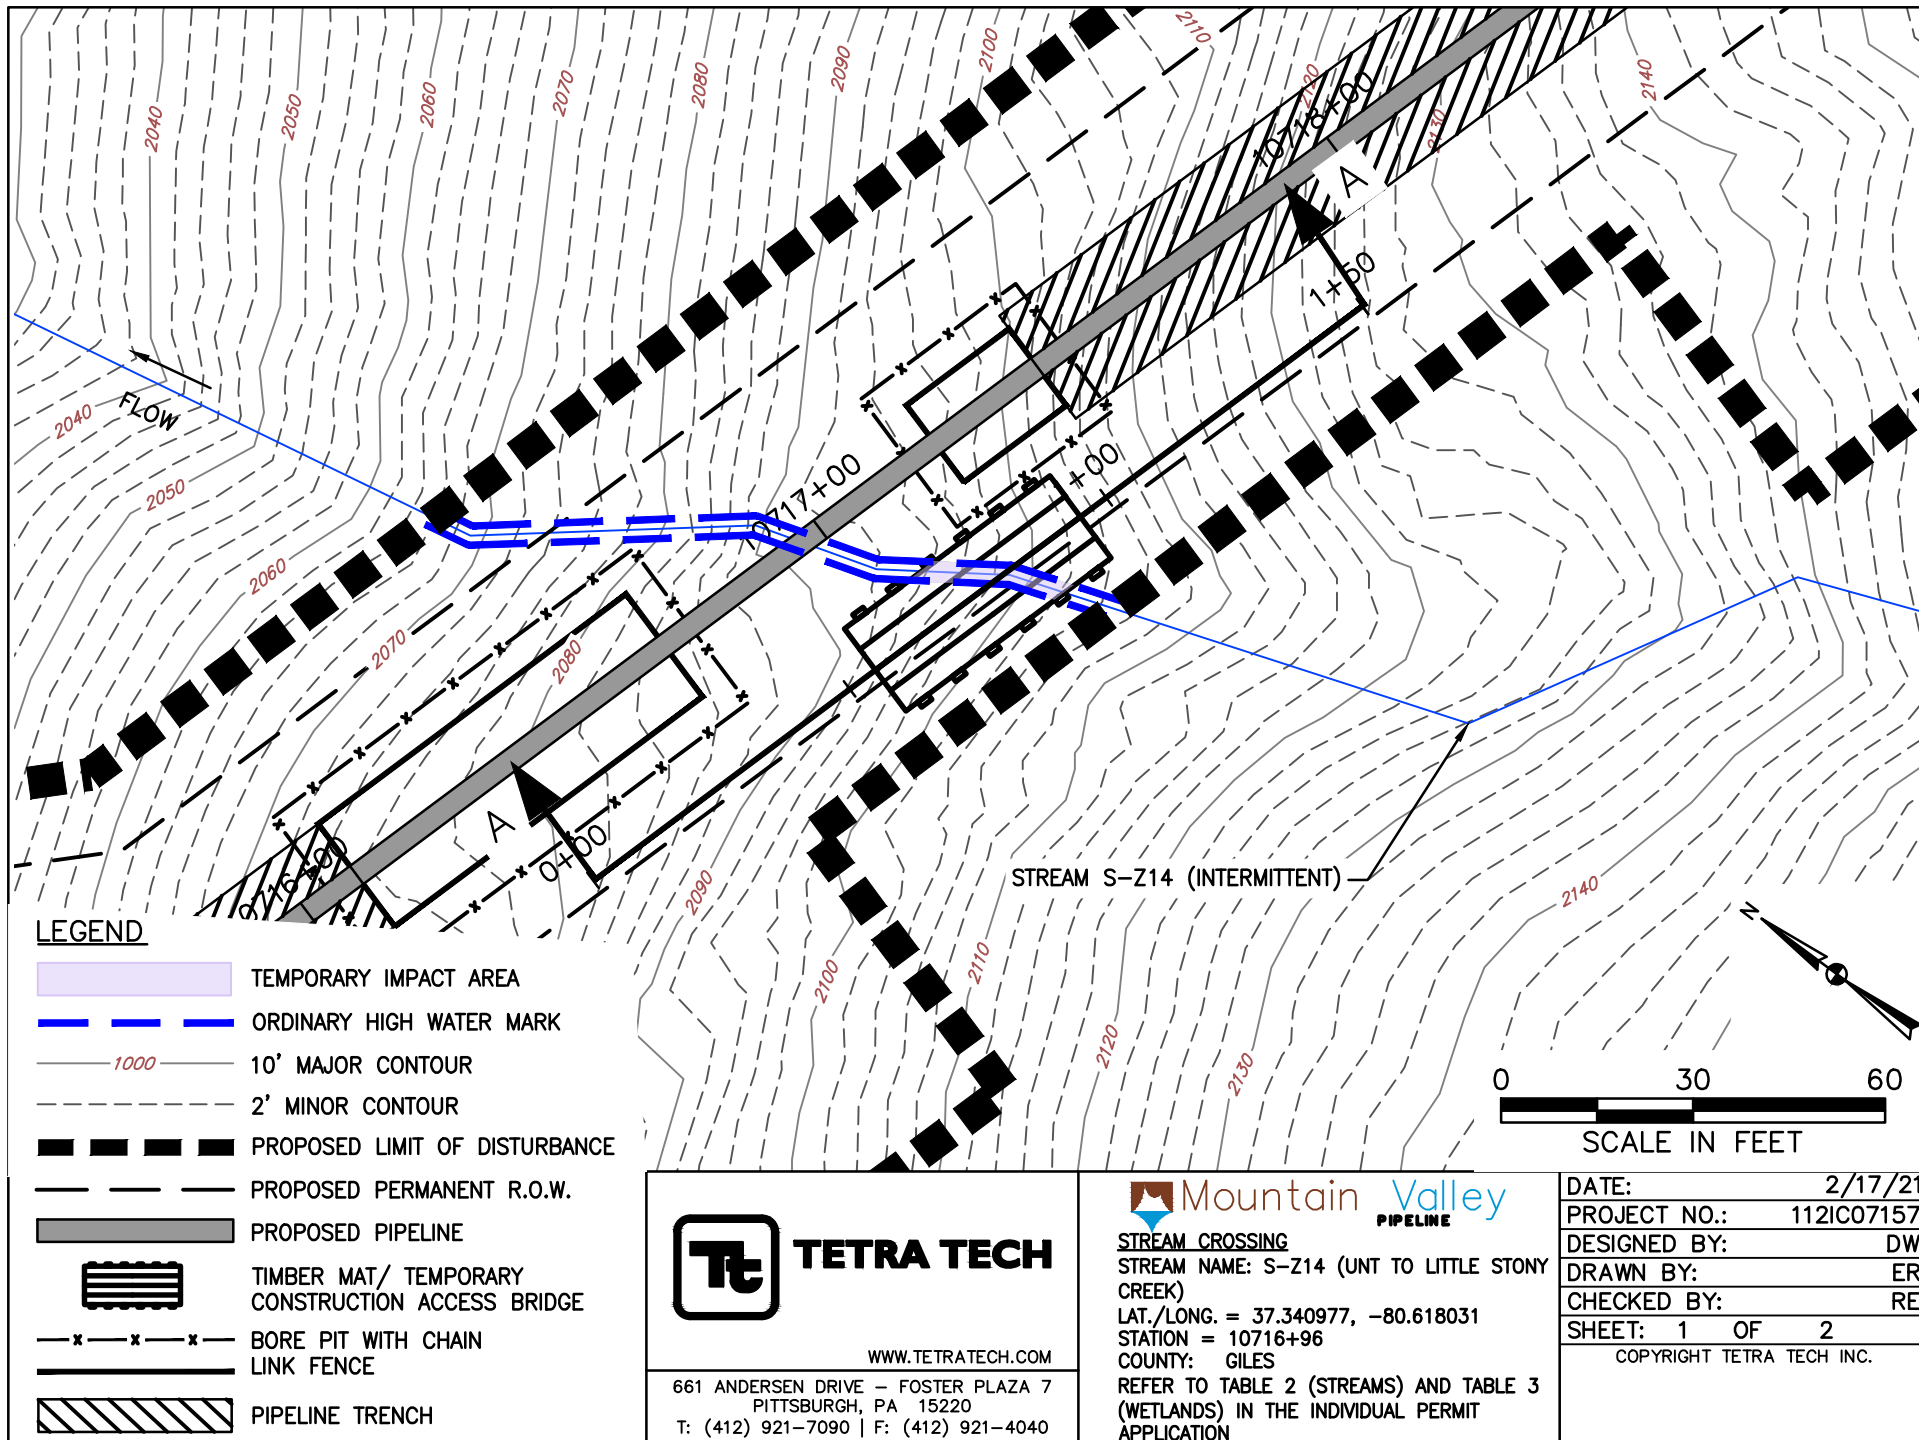 2040
2050
2060
2070
2080
2090
2100
2110
2120
2130
2140
10718+00
A
1+50
FLOW
2040
2050
2060
2070
2080
10717+00
1+00
A
0+00
2090
2100
2110
2120
2130
2140
STREAM S-Z14 (INTERMITTENT)
N
0 30 60
SCALE IN FEET
LEGEND
TEMPORARY IMPACT AREA
ORDINARY HIGH WATER MARK
1000
10' MAJOR CONTOUR
2' MINOR CONTOUR
PROPOSED LIMIT OF DISTURBANCE
PROPOSED PERMANENT R.O.W.
PROPOSED PIPELINE
TIMBER MAT/ TEMPORARY
CONSTRUCTION ACCESS BRIDGE
BORE PIT WITH CHAIN
LINK FENCE
PIPELINE TRENCH
Tt
TETRA TECH
WWW.TETRATECH.COM
661 ANDERSEN DRIVE – FOSTER PLAZA 7
PITTSBURGH, PA 15220
T: (412) 921-7090 | F: (412) 921-4040
Mountain Valley
PIPELINE
STREAM CROSSING
STREAM NAME: S-Z14 (UNT TO LITTLE STONY
CREEK)
LAT./LONG. = 37.340977, -80.618031
STATION = 10716+96
COUNTY: GILES
REFER TO TABLE 2 (STREAMS) AND TABLE 3
(WETLANDS) IN THE INDIVIDUAL PERMIT
APPLICATION
DATE: 2/17/21
PROJECT NO.: 112IC07157
DESIGNED BY: DW
DRAWN BY: ER
CHECKED BY: RE
SHEET: 1 OF 2
COPYRIGHT TETRA TECH INC.